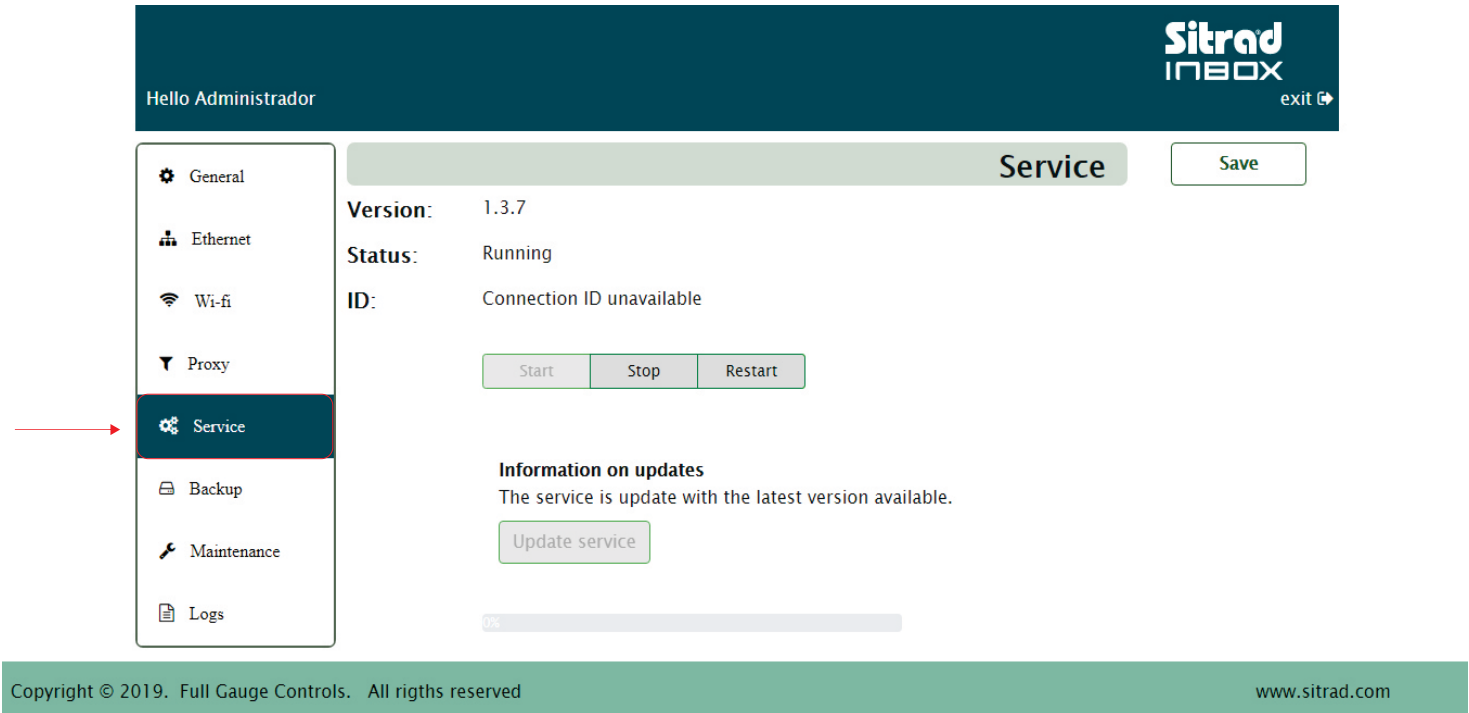 Sitrad
INBOX
Hello Administrador
exit
General
Ethernet
Wi-fi
Proxy
Service
Backup
Maintenance
Logs
Service
Save
Version: 1.3.7
Status: Running
ID: Connection ID unavailable
Start Stop Restart
Information on updates
The service is update with the latest version available.
Update service
0%
Copyright © 2019. Full Gauge Controls. All rigths reserved
www.sitrad.com